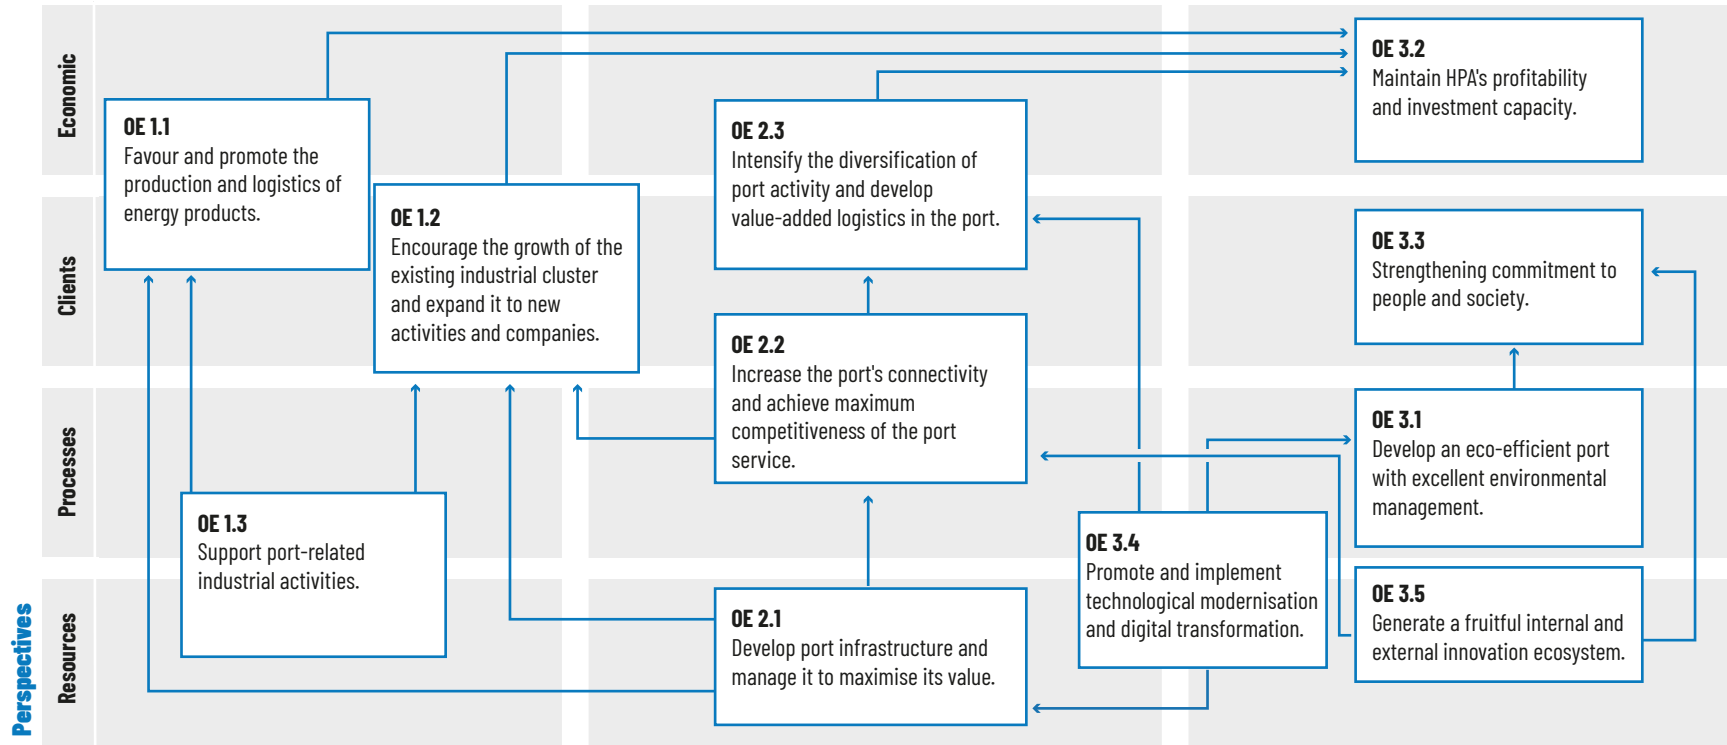 Perspectives
Economic
Clients
Processes
Resources
OE 1.1
Favour and promote the
production and logistics of
energy products.
OE 1.2
Encourage the growth of the
existing industrial cluster
and expand it to new
activities and companies.
OE 1.3
Support port-related
industrial activities.
OE 2.3
Intensify the diversification of
port activity and develop
value-added logistics in the port.
OE 2.2
Increase the port's connectivity
and achieve maximum
competitiveness of the port
service.
OE 2.1
Develop port infrastructure and
manage it to maximise its value.
OE 3.2
Maintain HPA's profitability
and investment capacity.
OE 3.3
Strengthening commitment to
people and society.
OE 3.1
Develop an eco-efficient port
with excellent environmental
management.
OE 3.4
Promote and implement
technological modernisation
and digital transformation.
OE 3.5
Generate a fruitful internal and
external innovation ecosystem.